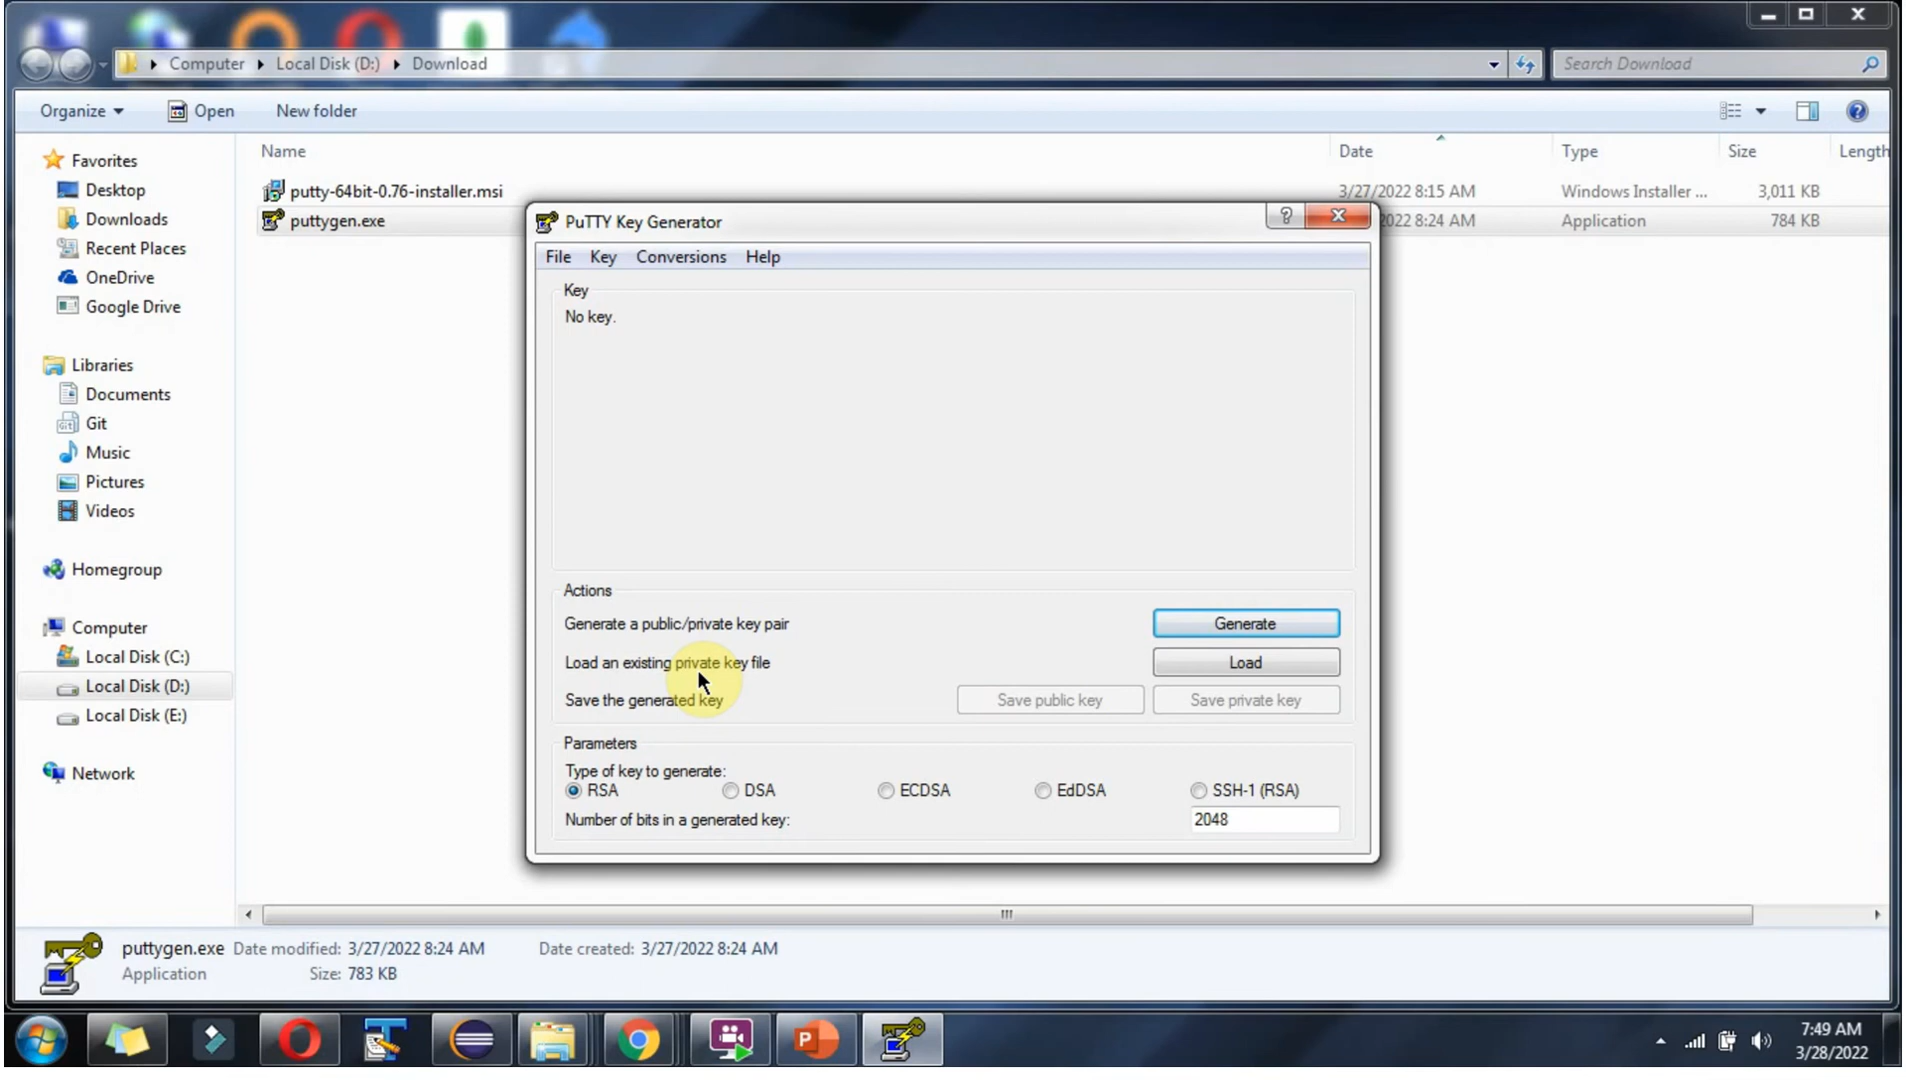 Computer Local Disk (D:) Download
Search Download
Organize Open New folder
Name Date Type Size Length
Favorites
Desktop
Downloads
Recent Places
OneDrive
Google Drive
Libraries
Documents
Git
Music
Pictures
Videos
Homegroup
Computer
Local Disk (C:)
Local Disk (D:)
Local Disk (E:)
Network
putty-64bit-0.76-installer.msi 3/27/2022 8:15 AM Windows Installer ... 3,011 KB
puttygen.exe 2022 8:24 AM Application 784 KB
PuTTY Key Generator
File Key Conversions Help
Key
No key.
Actions
Generate a public/private key pair Generate
Load an existing private key file Load
Save the generated key Save public key Save private key
Parameters
Type of key to generate:
RSA DSA ECDSA EdDSA SSH-1 (RSA)
Number of bits in a generated key: 2048
puttygen.exe Date modified: 3/27/2022 8:24 AM Date created: 3/27/2022 8:24 AM
Application Size: 783 KB
7:49 AM
3/28/2022